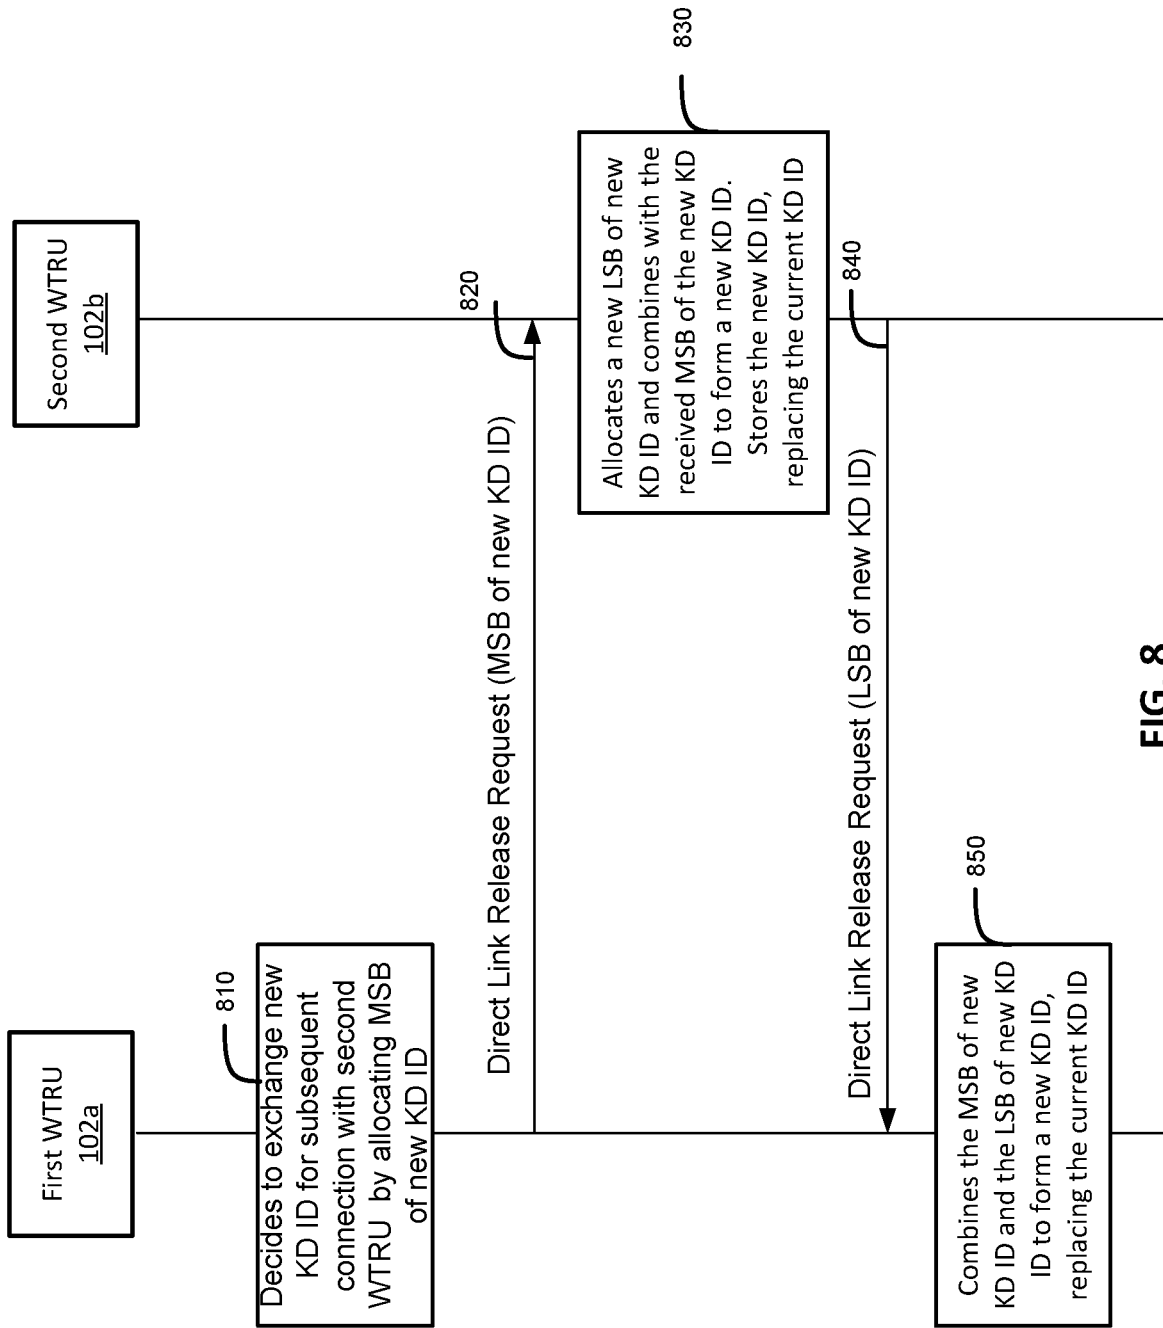 First WTRU
102a
Second WTRU
102b
810
Decides to exchange new
KD ID for subsequent
connection with second
WTRU by allocating MSB
of new KD ID
Direct Link Release Request (MSB of new KD ID)
820
830
Allocates a new LSB of new
KD ID and combines with the
received MSB of the new KD
ID to form a new KD ID.
Stores the new KD ID,
replacing the current KD ID
Direct Link Release Request (LSB of new KD ID)
840
850
Combines the MSB of new
KD ID and the LSB of new KD
ID to form a new KD ID,
replacing the current KD ID
FIG. 8